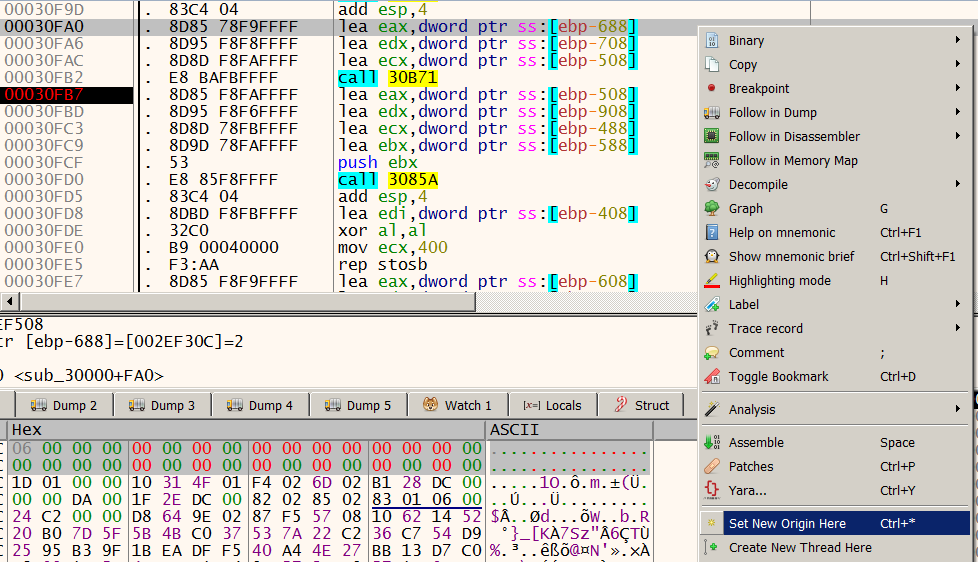 00030F9D . 83C4 04 add esp,4
00030FA0 . 8D85 78F9FFFF lea eax,dword ptr ss:[ebp-688]
00030FA6 . 8D95 F8F8FFFF lea edx,dword ptr ss:[ebp-708]
00030FAC . 8D8D F8FAFFFF lea ecx,dword ptr ss:[ebp-508]
00030FB2 . E8 BAFBFFFF call 30B71
00030FB7 . 8D85 F8FAFFFF lea eax,dword ptr ss:[ebp-508]
00030FBD . 8D95 F8F6FFFF lea edx,dword ptr ss:[ebp-908]
00030FC3 . 8D8D 78FBFFFF lea ecx,dword ptr ss:[ebp-488]
00030FC9 . 8D9D 78FAFFFF lea ebx,dword ptr ss:[ebp-588]
00030FCF . 53 push ebx
00030FD0 . E8 85F8FFFF call 3085A
00030FD5 . 83C4 04 add esp,4
00030FD8 . 8DBD F8FBFFFF lea edi,dword ptr ss:[ebp-408]
00030FDE . 32C0 xor al,al
00030FE0 . B9 00040000 mov ecx,400
00030FE5 . F3:AA rep stosb
00030FE7 . 8D85 F8F9FFFF lea eax,dword ptr ss:[ebp-608]
EF508
tr [ebp-688]=[002EF30C]=2
0 <sub_30000+FA0>
Dump 2 Dump 3 Dump 4 Dump 5 Watch 1 [x=] Locals Struct
Hex ASCII
06 00 00 00 00 00 00 00 00 00 00 00 00 00 00 00 ................
00 00 00 00 00 00 00 00 00 00 00 00 00 00 00 00 ................
1D 01 00 00 10 31 4F 01 F4 02 6D 02 B1 28 DC 00 .....1O.ô.m.±(Ü.
00 00 DA 00 1F 2E DC 00 82 02 85 02 83 01 06 00
24 C2 00 00 D8 64 9E 02 87 F5 57 08 10 62 14 52 $Â..Ød...õW..b.R
20 B0 7D 5F 5B 4B C0 37 53 7A 22 C2 36 C7 54 D9 °}_[KÀ7Sz"Â6ÇTÙ
25 95 B3 9F 1B EA DF F5 40 A4 4E 27 BB 13 D7 C0 %.³..êßõ@¤N'».×À
Binary
Copy
Breakpoint
Follow in Dump
Follow in Disassembler
Follow in Memory Map
Decompile
Graph G
Help on mnemonic Ctrl+F1
Show mnemonic brief Ctrl+Shift+F1
Highlighting mode H
Label
Trace record
Comment ;
Toggle Bookmark Ctrl+D
Analysis
Assemble Space
Patches Ctrl+P
Yara... Ctrl+Y
Set New Origin Here Ctrl+*
Create New Thread Here